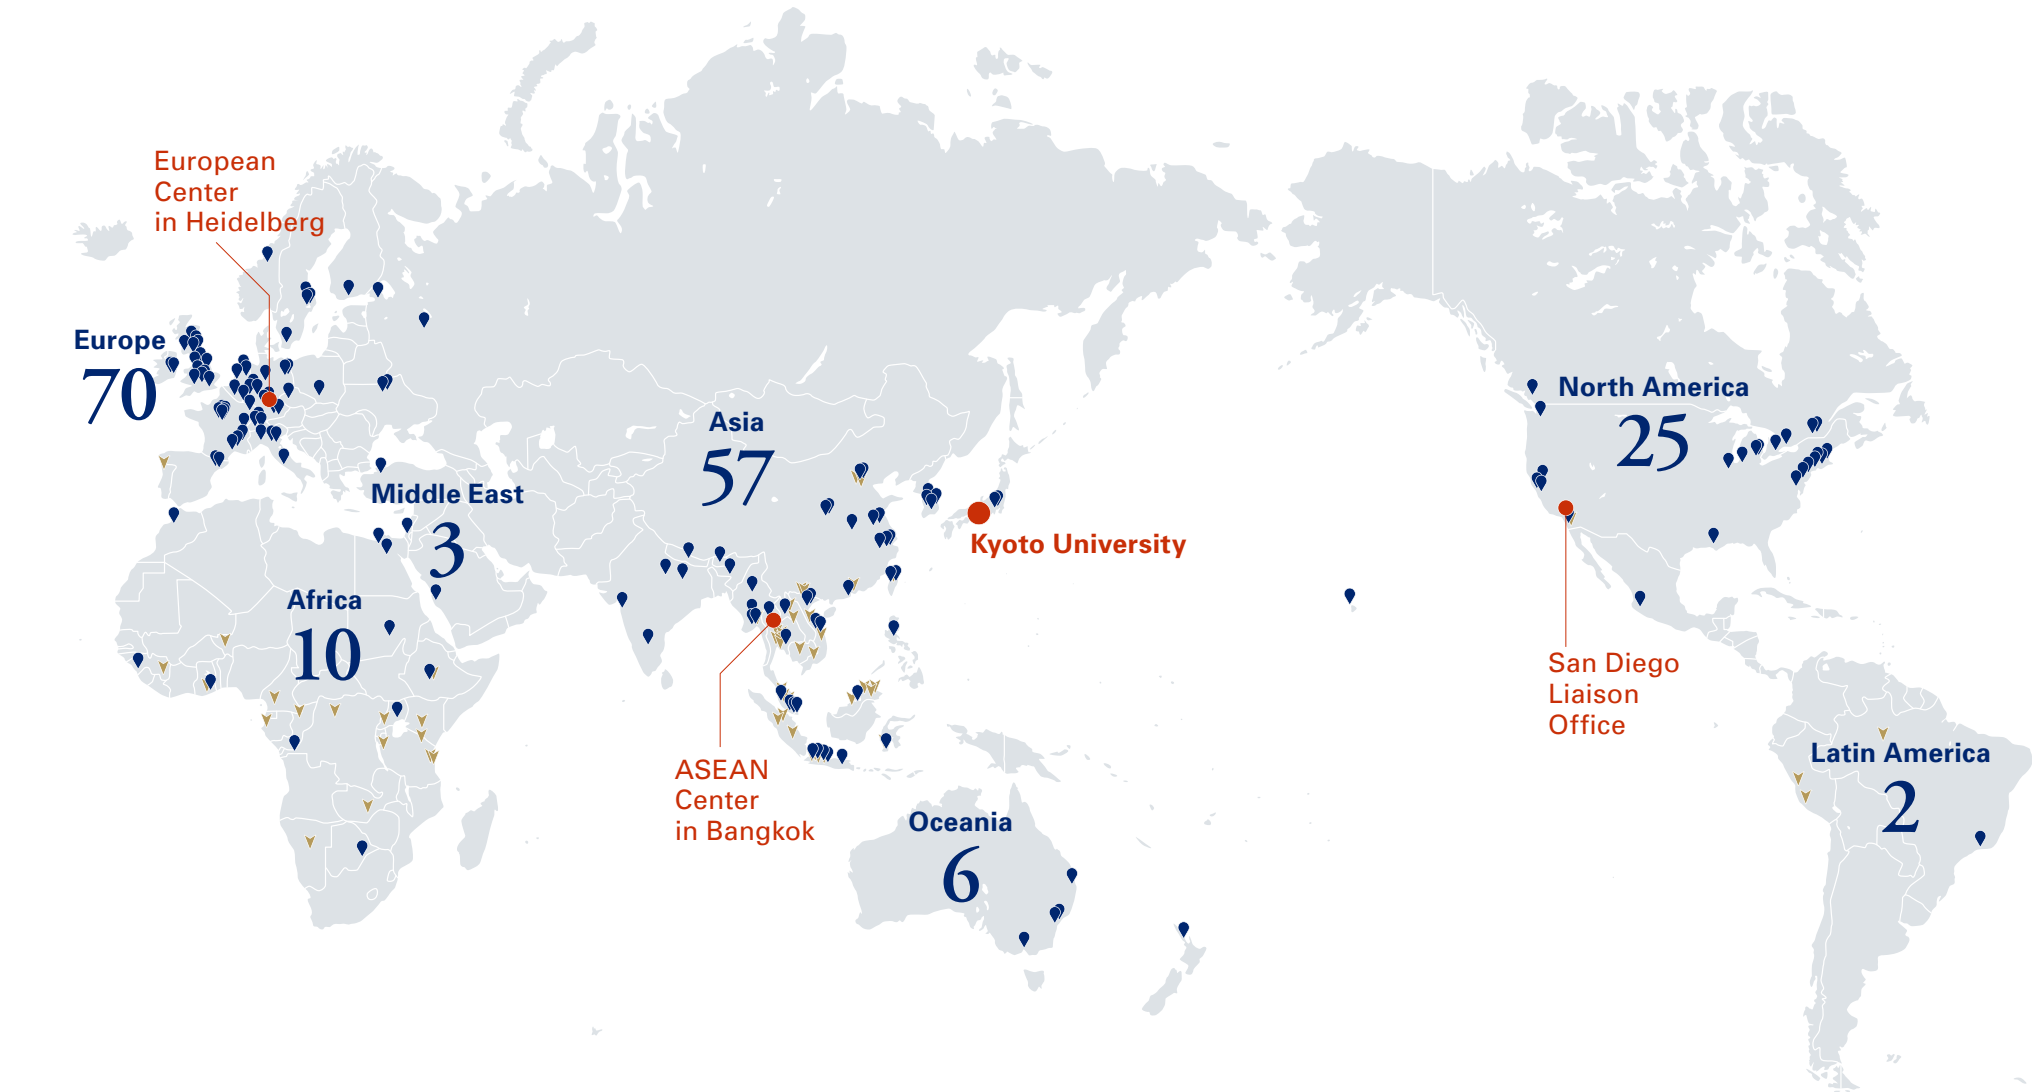 European
Center
in Heidelberg
Europe
70
North America
25
Asia
57
Middle East
3
Kyoto University
Africa
10
San Diego
Liaison
Office
Latin America
2
ASEAN
Center
in Bangkok
Oceania
6